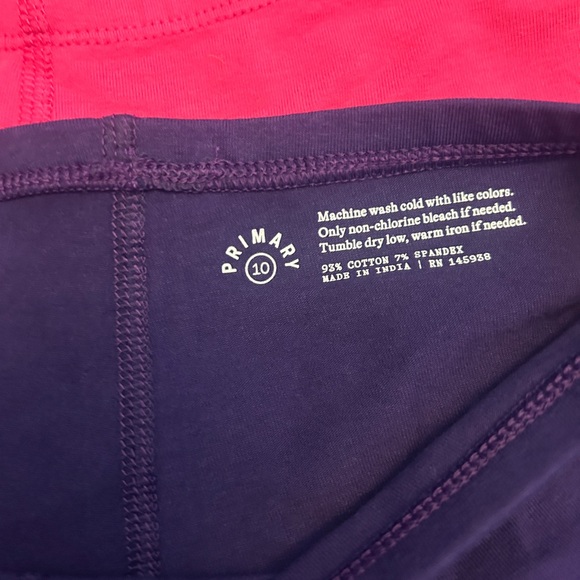 PRIMARY
10
Machine wash cold with like colors.
Only non-chlorine bleach if needed.
Tumble dry low, warm iron if needed.
93% COTTON 7% SPANDEX
MADE IN INDIA | RN 145938